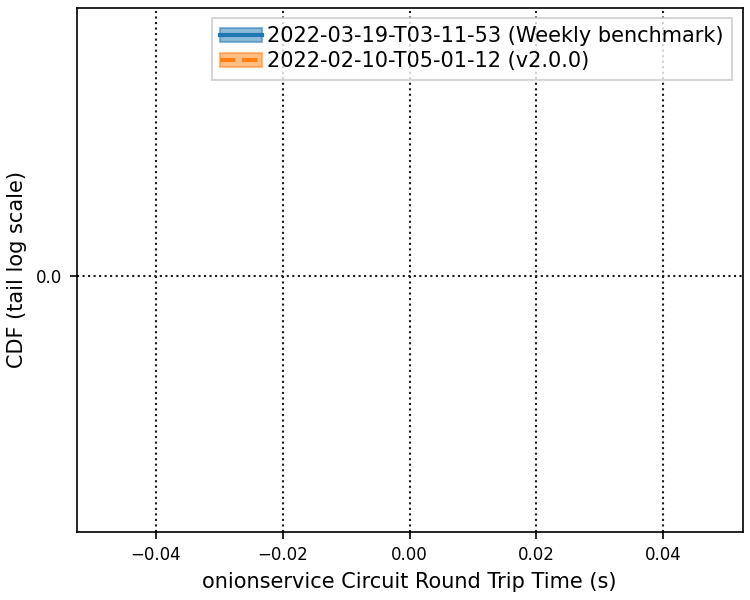 2022-03-19-T03-11-53 (Weekly benchmark)
2022-02-10-T05-01-12 (v2.0.0)
CDF (tail log scale)
0.0
−0.04
−0.02
0.00
0.02
0.04
onionservice Circuit Round Trip Time (s)